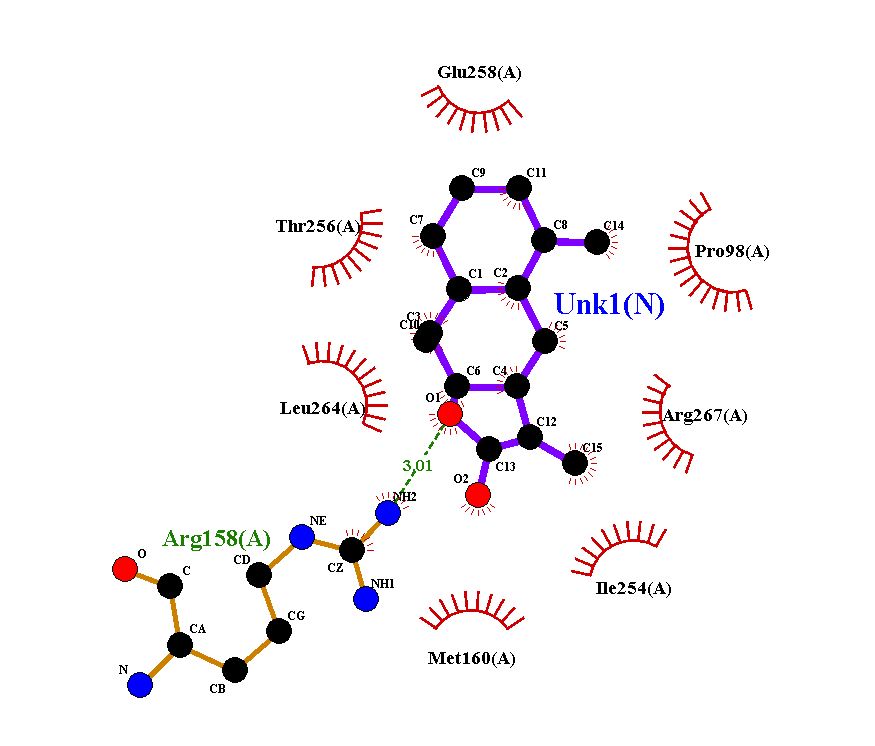 Glu258(A)
C9
C11
C7
Thr256(A)
C8
C14
Pro98(A)
C1
C2
Unk1(N)
C3
C10
C5
C6
C4
O1
Leu264(A)
Arg267(A)
C12
C13
C15
3.01
O2
NH2
NE
Arg158(A)
O
C
CD
CZ
NH1
Ile254(A)
CG
CA
N
CB
Met160(A)